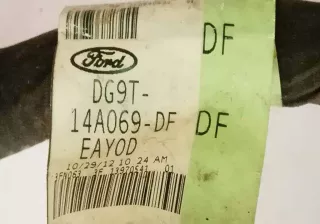 Ford
DF
DG9T-
14A069-DF
DF
EAYOD
10/29/12 10 24 AM